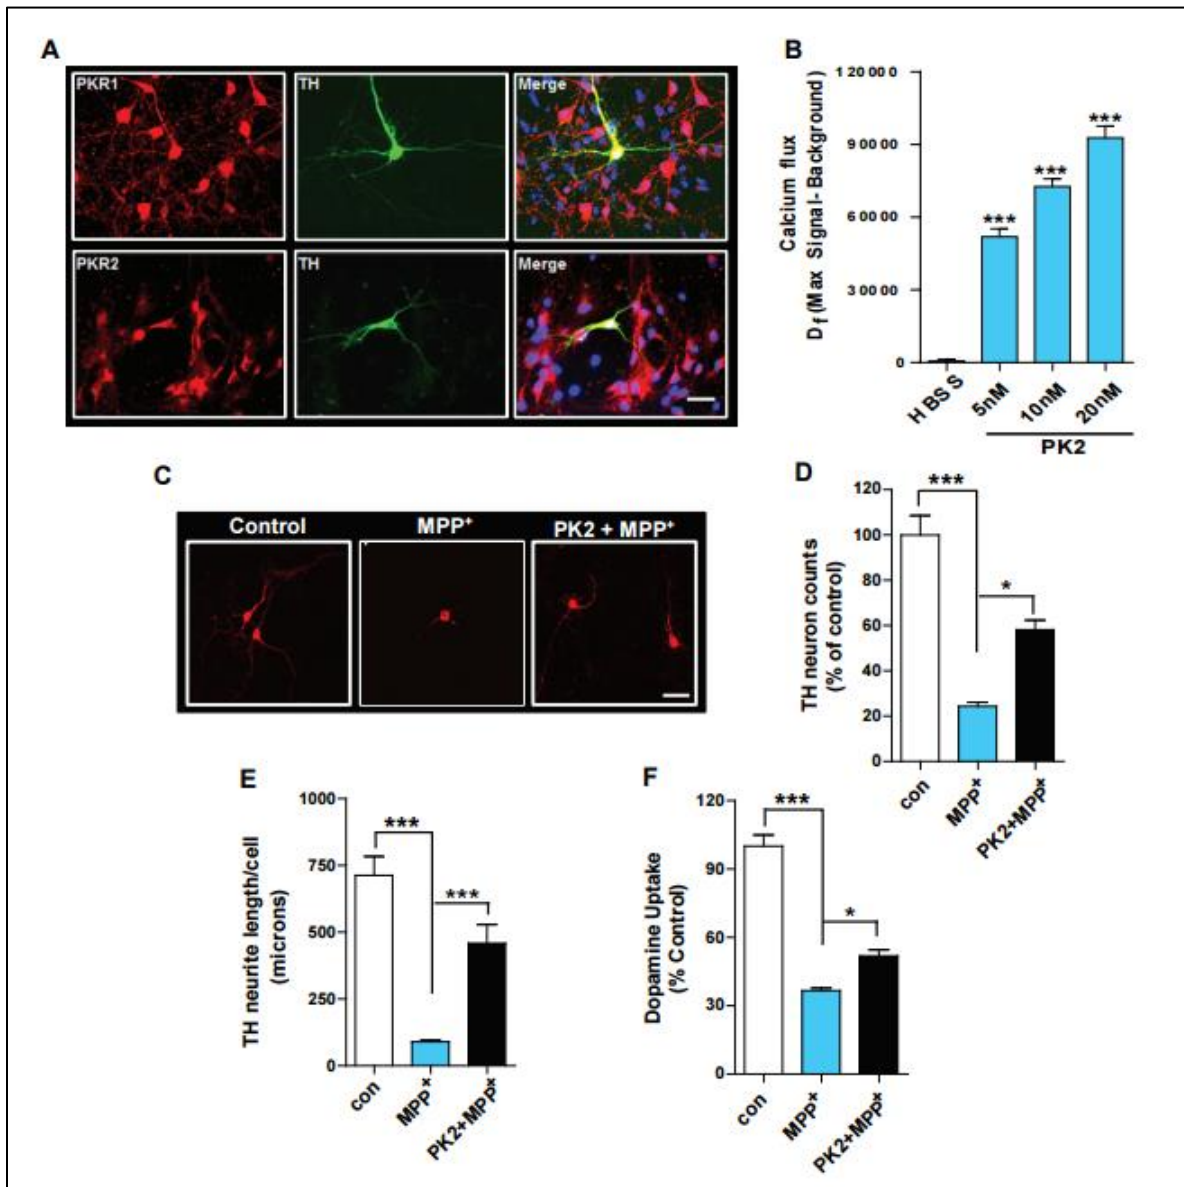 A
PKR1
TH
Merge
PKR2
TH
Merge
B
Calcium flux
Df (Max Signal- Background)
120000
90000
60000
30000
0
***
***
***
HBSS
5nM
10nM
20nM
PK2
C
Control
MPP+
PK2 + MPP+
D
TH neuron counts
(% of control)
120
100
80
60
40
20
0
***
*
con
MPP+
PK2+MPP+
E
TH neurite length/cell
(microns)
1000
750
500
250
0
***
***
con
MPP+
PK2+MPP+
F
Dopamine Uptake
(% Control)
120
90
60
30
0
***
*
con
MPP+
PK2+MPP+